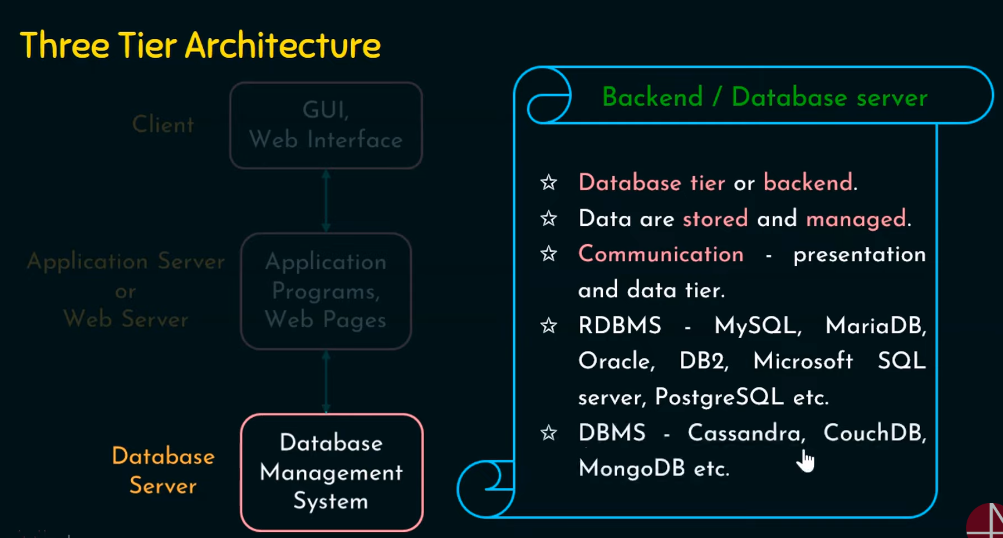 Three Tier Architecture
Client
GUI,
Web Interface
Application Server
or
Web Server
Application
Programs,
Web Pages
Database
Server
Database
Management
System
Backend / Database server
☆ Database tier or backend.
☆ Data are stored and managed.
☆ Communication - presentation
and data tier.
☆ RDBMS - MySQL, MariaDB,
Oracle, DB2, Microsoft SQL
server, PostgreSQL etc.
☆ DBMS - Cassandra, CouchDB,
MongoDB etc.